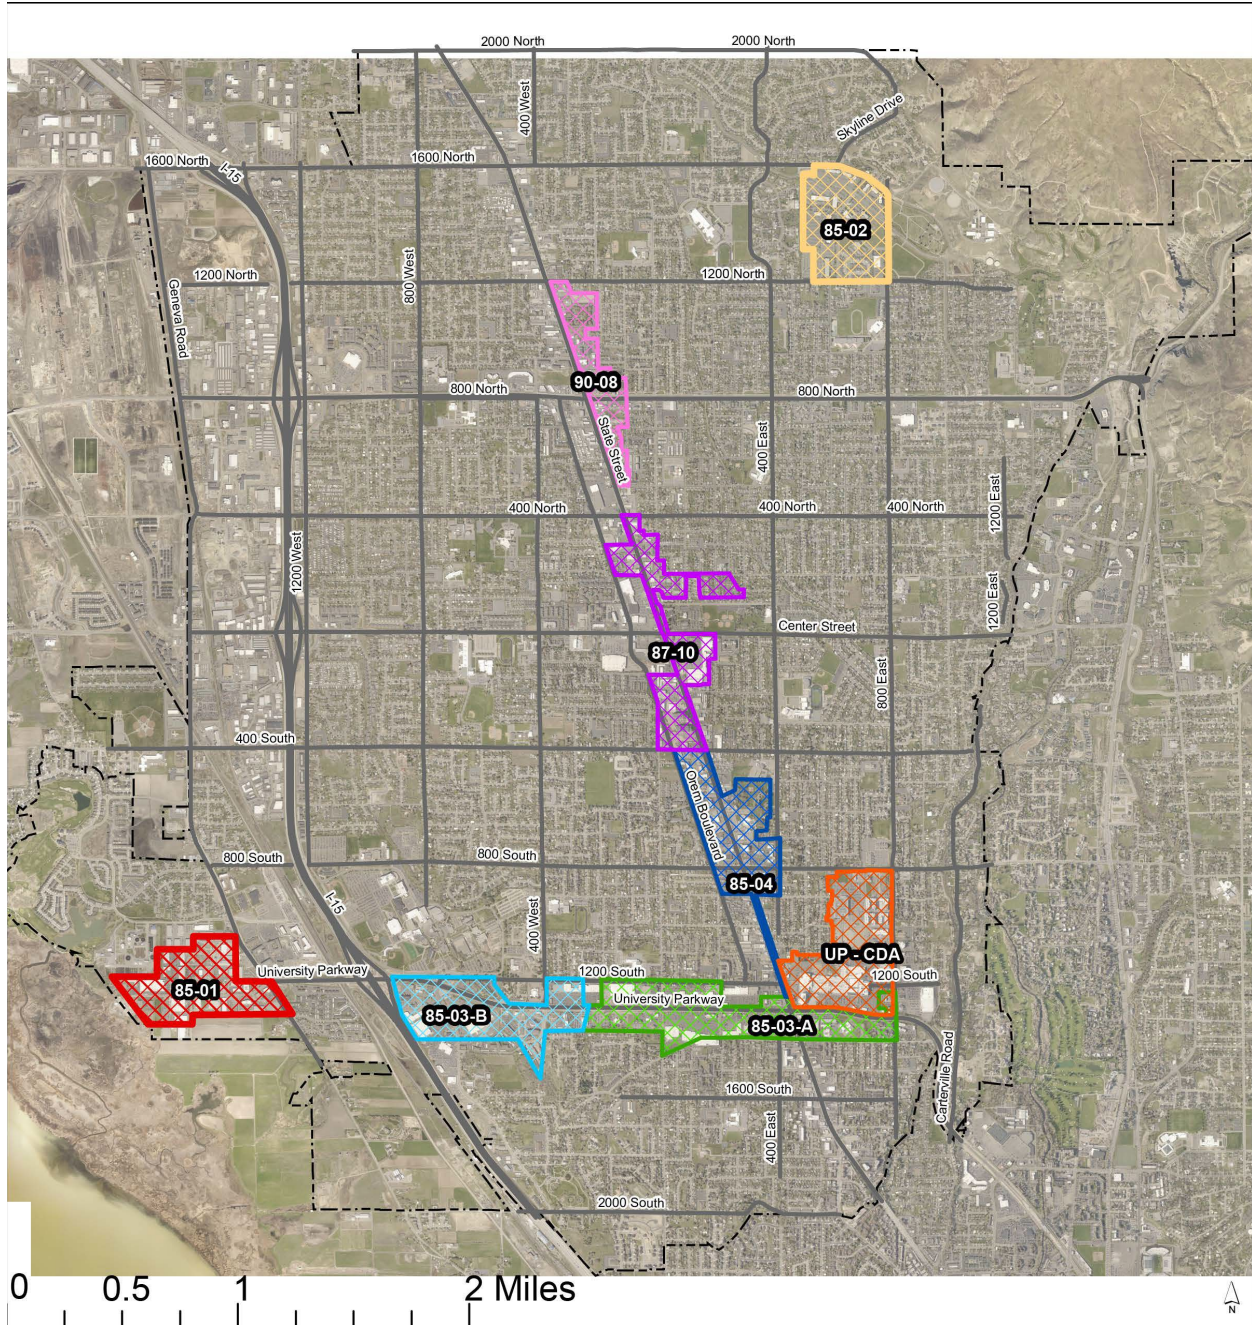 2000 North
2000 North
400 West
Skyline Drive
1600 North
1600 North
I-15
85-02
1200 North
800 West
1200 North
Geneva Road
90-08
800 North
800 North
State Street
400 East
400 North
400 North
400 North
1200 East
1200 West
1200 East
Center Street
87-10
800 East
400 South
Orem Boulevard
800 South
800 South
85-04
I-15
400 West
UP - CDA
University Parkway
1200 South
1200 South
85-01
University Parkway
85-03-B
85-03-A
Carterville Road
1600 South
400 East
2000 South
0 0.5 1 2 Miles
N